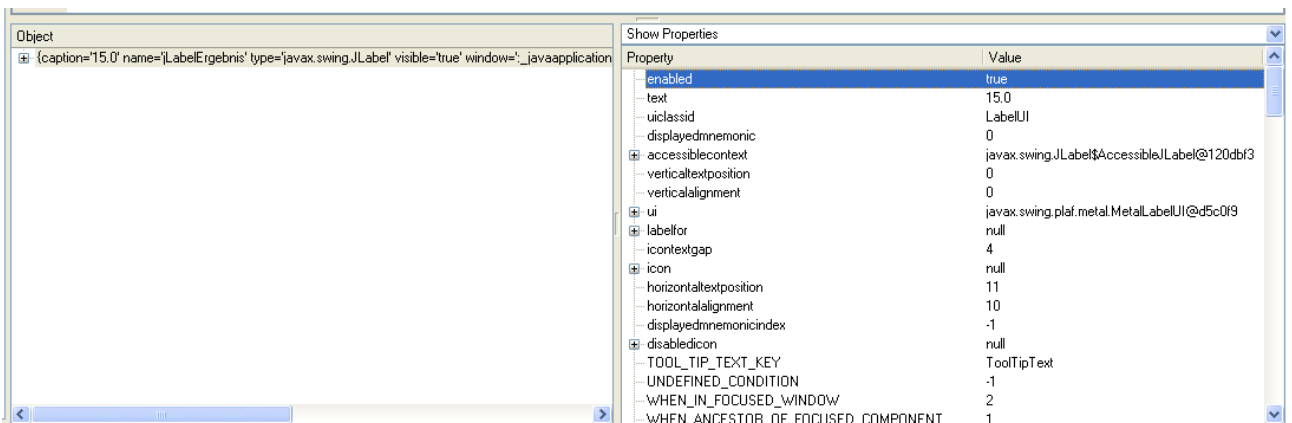 Object
{caption='15.0' name='jLabelErgebnis' type='javax.swing.JLabel' visible='true' window=':_javaapplication
Show Properties
Property Value
enabled true
text 15.0
uiclassid LabelUI
displayedmnemonic 0
accessiblecontext javax.swing.JLabel$AccessibleJLabel@120dbf3
verticaltextposition 0
verticalalignment 0
ui javax.swing.plaf.metal.MetalLabelUI@d5c0f9
labelfor null
icontextgap 4
icon null
horizontaltextposition 11
horizontalalignment 10
displayedmnemonicindex -1
disabledicon null
TOOL_TIP_TEXT_KEY ToolTipText
UNDEFINED_CONDITION -1
WHEN_IN_FOCUSED_WINDOW 2
WHEN_ANCESTOR_OF_FOCUSED_COMPONENT 1